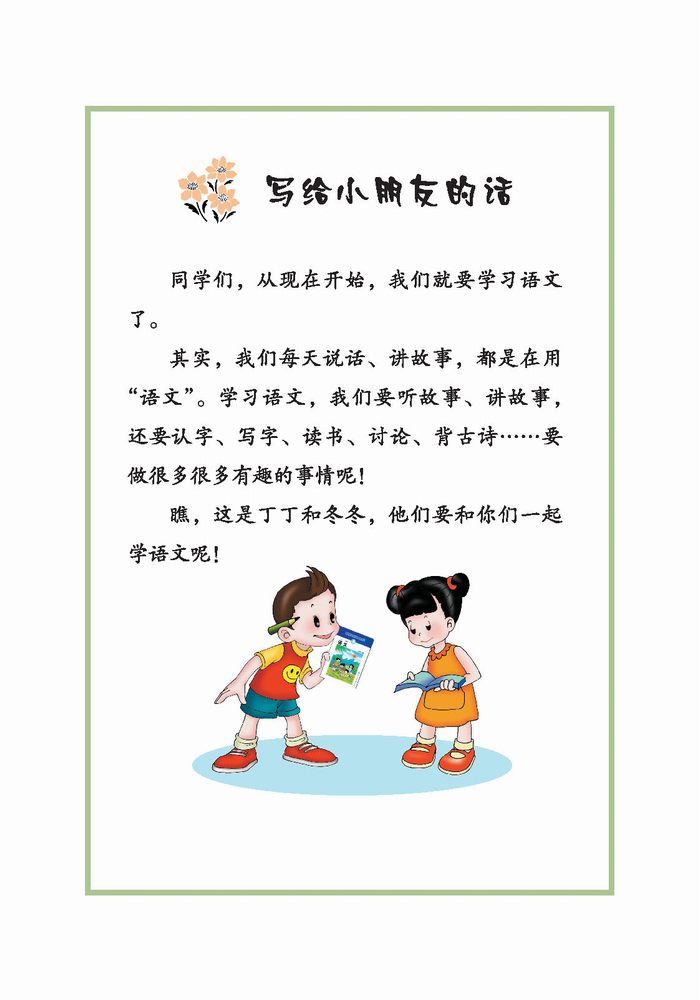 写给小朋友的话
同学们，从现在开始，我们就要学习语文
了。
其实，我们每天说话、讲故事，都是在用
“语文”。学习语文，我们要听故事、讲故事，
还要认字、写字、读书、讨论、背古诗……要
做很多很多有趣的事情呢！
瞧，这是丁丁和冬冬，他们要和你们一起
学语文呢！
语文